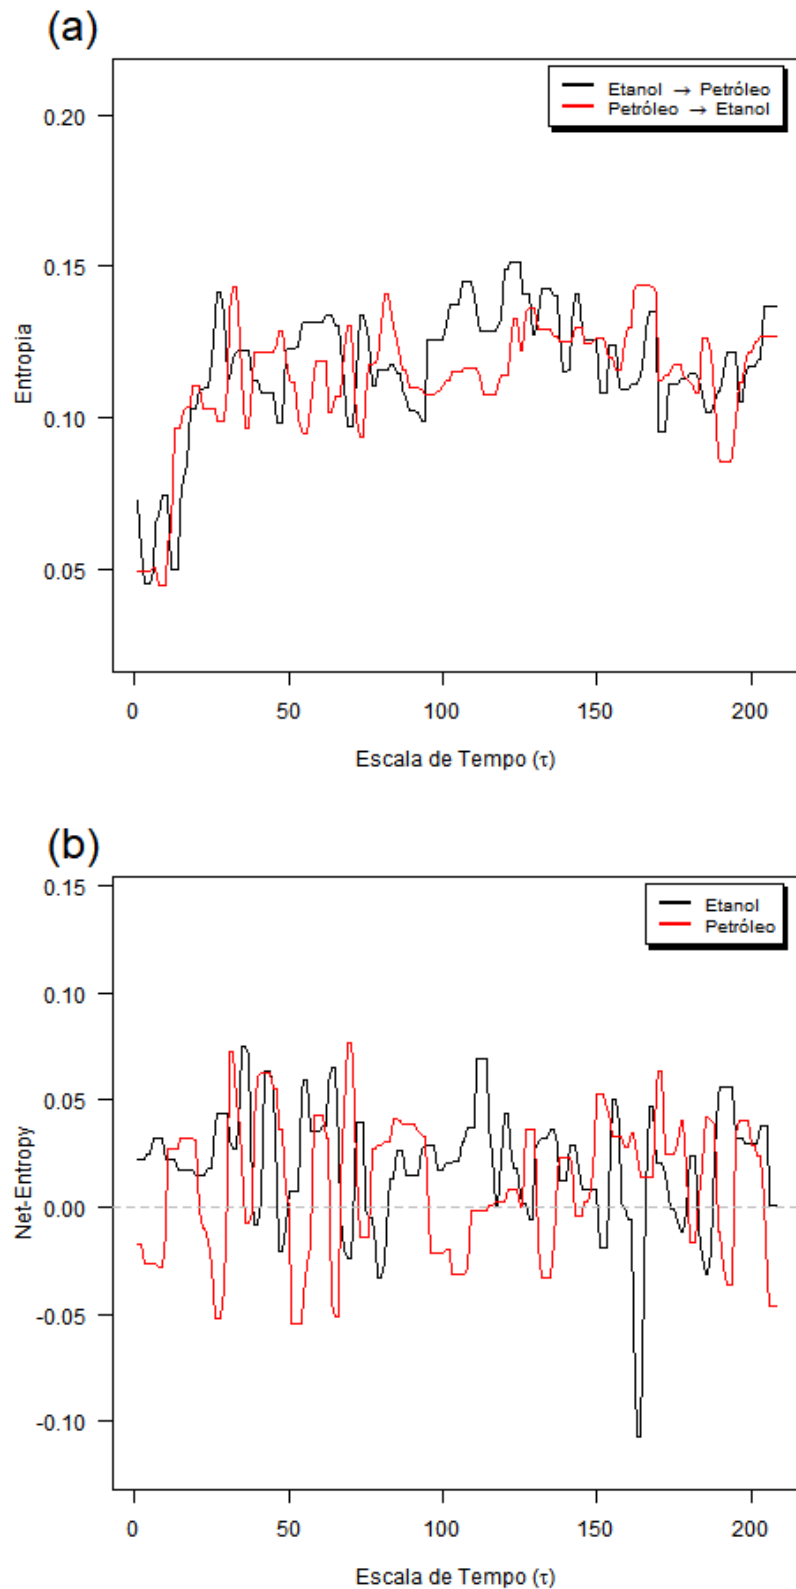 (a)
Etanol → Petróleo
Petróleo → Etanol
0.20
0.15
0.10
0.05
Entropia
0 50 100 150 200
Escala de Tempo (τ)
(b)
Etanol
Petróleo
0.15
0.10
0.05
0.00
-0.05
-0.10
Net-Entropy
0 50 100 150 200
Escala de Tempo (τ)